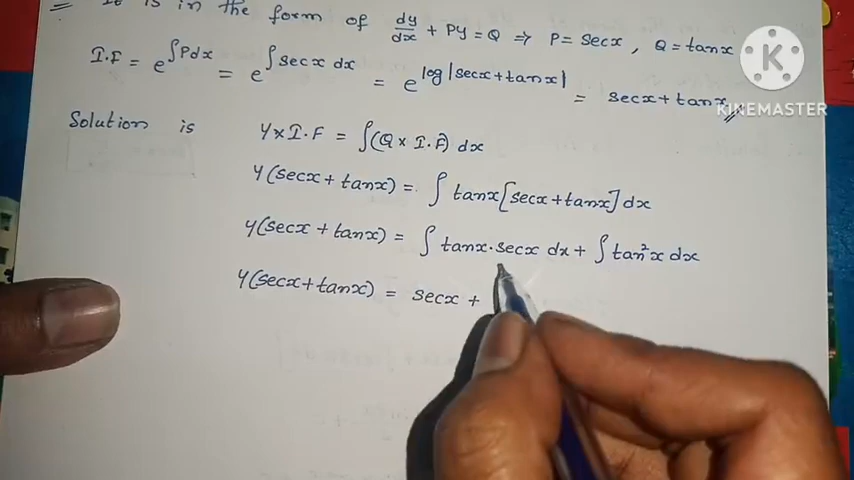 It is in the form of dy/dx + Py = Q ⇒ P = secx, Q = tanx
I.F = e^∫Pdx = e^∫secx dx = e^log|secx+tanx| = secx + tanx
KINEMASTER
Solution is y×I.F = ∫(Q × I.F) dx
y(secx + tanx) = ∫ tanx[secx+tanx]dx
y(secx + tanx) = ∫ tanx·secx dx + ∫ tan²x dx
y(secx+tanx) = secx +